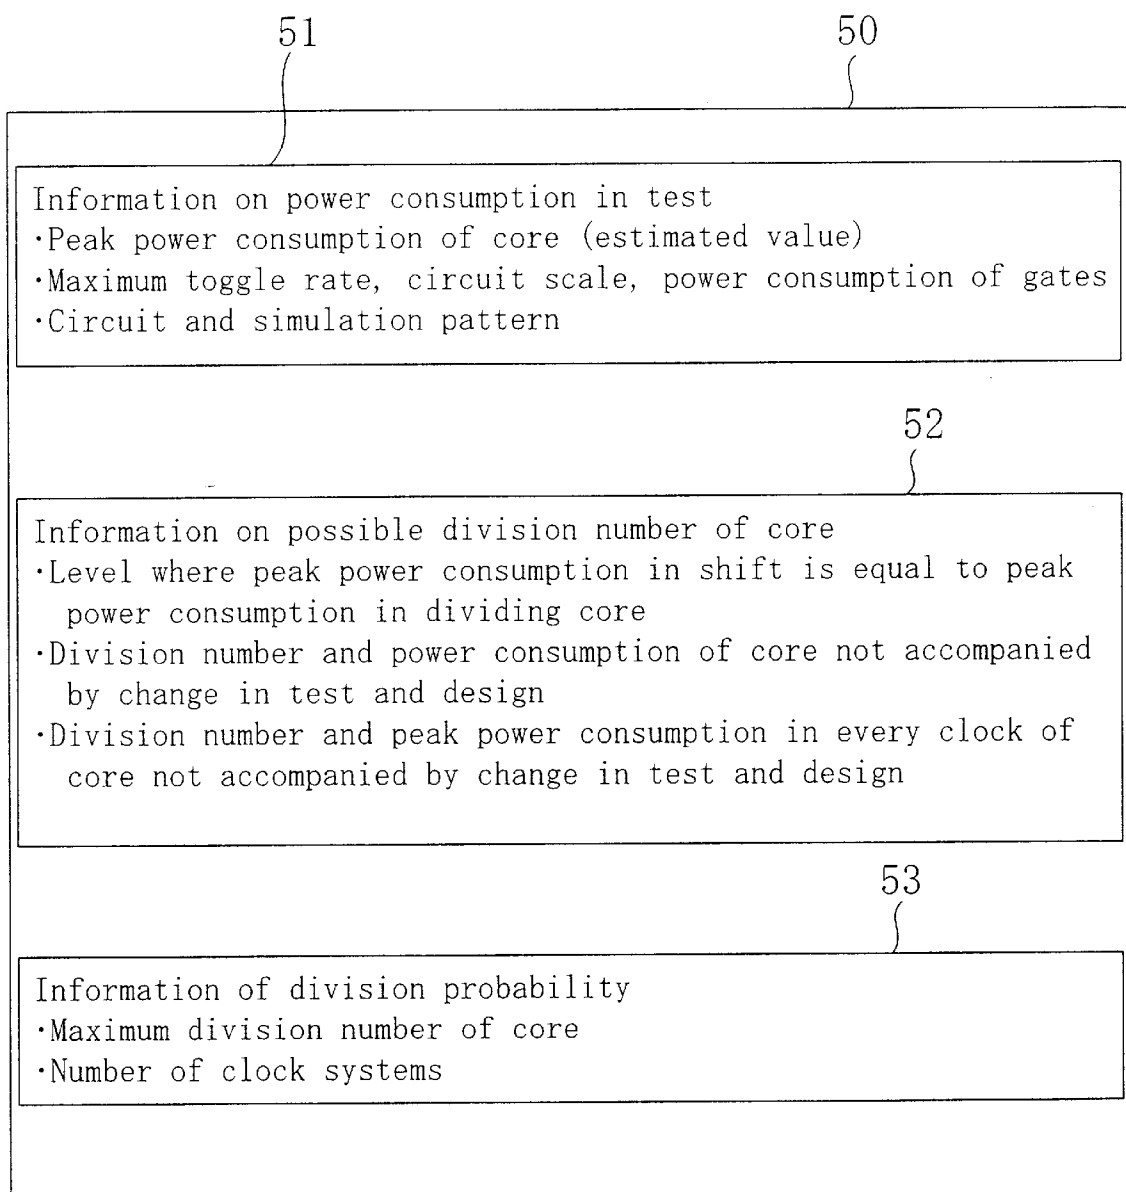 51
50
Information on power consumption in test
·Peak power consumption of core (estimated value)
·Maximum toggle rate, circuit scale, power consumption of gates
·Circuit and simulation pattern
52
Information on possible division number of core
·Level where peak power consumption in shift is equal to peak
power consumption in dividing core
·Division number and power consumption of core not accompanied
by change in test and design
·Division number and peak power consumption in every clock of
core not accompanied by change in test and design
53
Information of division probability
·Maximum division number of core
·Number of clock systems